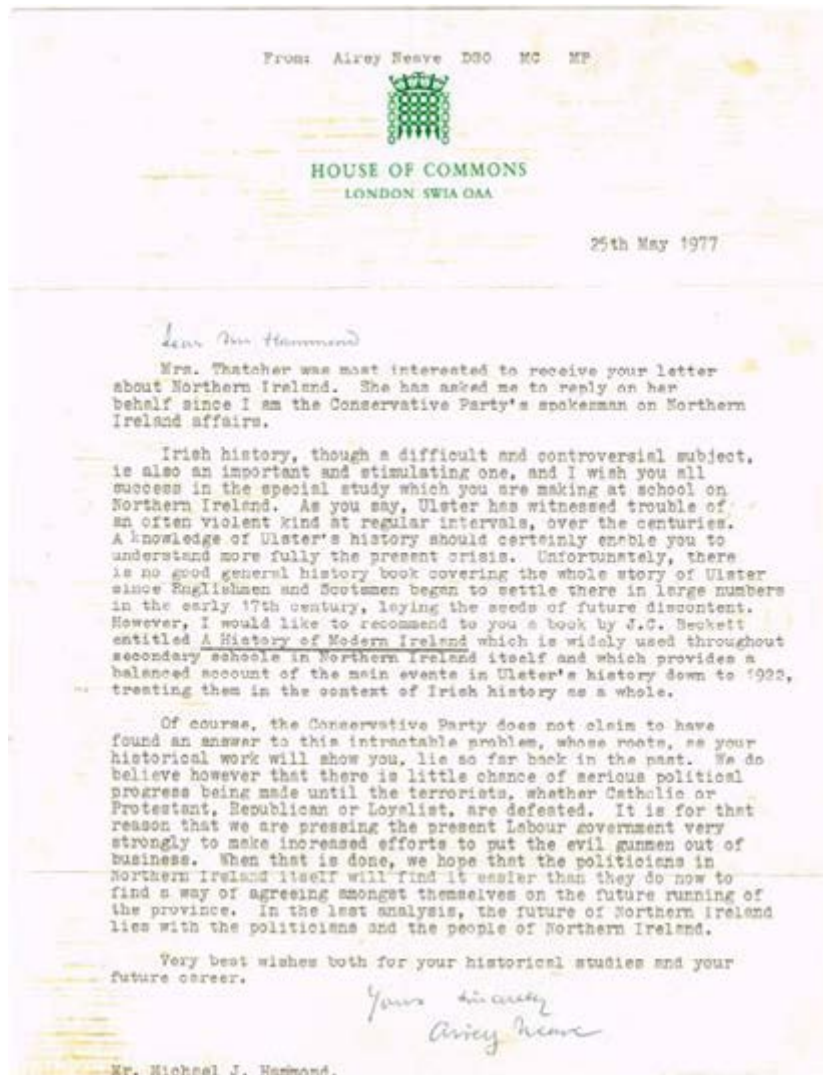 From: Airey Neave DSO MC MP
HOUSE OF COMMONS
LONDON SW1A 0AA
25th May 1977
Dear Mr Hammond
Mrs. Thatcher was most interested to receive your letter
about Northern Ireland. She has asked me to reply on her
behalf since I am the Conservative Party's spokesman on Northern
Ireland affairs.
Irish history, though a difficult and controversial subject,
is also an important and stimulating one, and I wish you all
success in the special study which you are making at school on
Northern Ireland. As you say, Ulster has witnessed trouble of
an often violent kind at regular intervals, over the centuries.
A knowledge of Ulster's history should certainly enable you to
understand more fully the present crisis. Unfortunately, there
is no good general history book covering the whole story of Ulster
since Englishmen and Scotsmen began to settle there in large numbers
in the early 17th century, laying the seeds of future discontent.
However, I would like to recommend to you a book by J.C. Beckett
entitled A History of Modern Ireland which is widely used throughout
secondary schools in Northern Ireland itself and which provides a
balanced account of the main events in Ulster's history down to 1922,
treating them in the context of Irish history as a whole.
Of course, the Conservative Party does not claim to have
found an answer to this intractable problem, whose roots, as your
historical work will show you, lie so far back in the past. We do
believe however that there is little chance of serious political
progress being made until the terrorists, whether Catholic or
Protestant, Republican or Loyalist, are defeated. It is for that
reason that we are pressing the present Labour government very
strongly to make increased efforts to put the evil gunmen out of
business. When that is done, we hope that the politicians in
Northern Ireland itself will find it easier than they do now to
find a way of agreeing amongst themselves on the future running of
the province. In the last analysis, the future of Northern Ireland
lies with the politicians and the people of Northern Ireland.
Very best wishes both for your historical studies and your
future career.
Yours sincerely
Airey Neave
Mr. Michael J. Hammond.